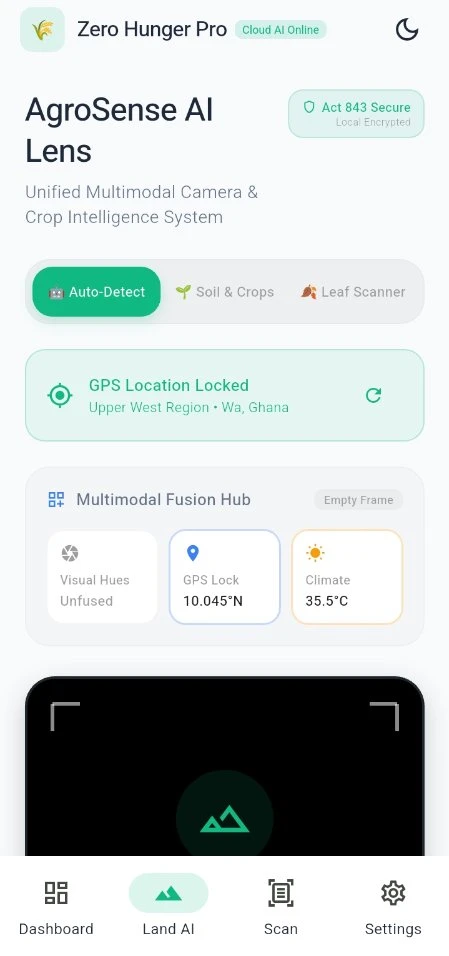 Zero Hunger Pro
Cloud AI Online
AgroSense AI
Lens
Act 843 Secure
Local Encrypted
Unified Multimodal Camera &
Crop Intelligence System
Auto-Detect
Soil & Crops
Leaf Scanner
GPS Location Locked
Upper West Region • Wa, Ghana
Multimodal Fusion Hub
Empty Frame
Visual Hues
Unfused
GPS Lock
10.045°N
Climate
35.5°C
Dashboard
Land AI
Scan
Settings